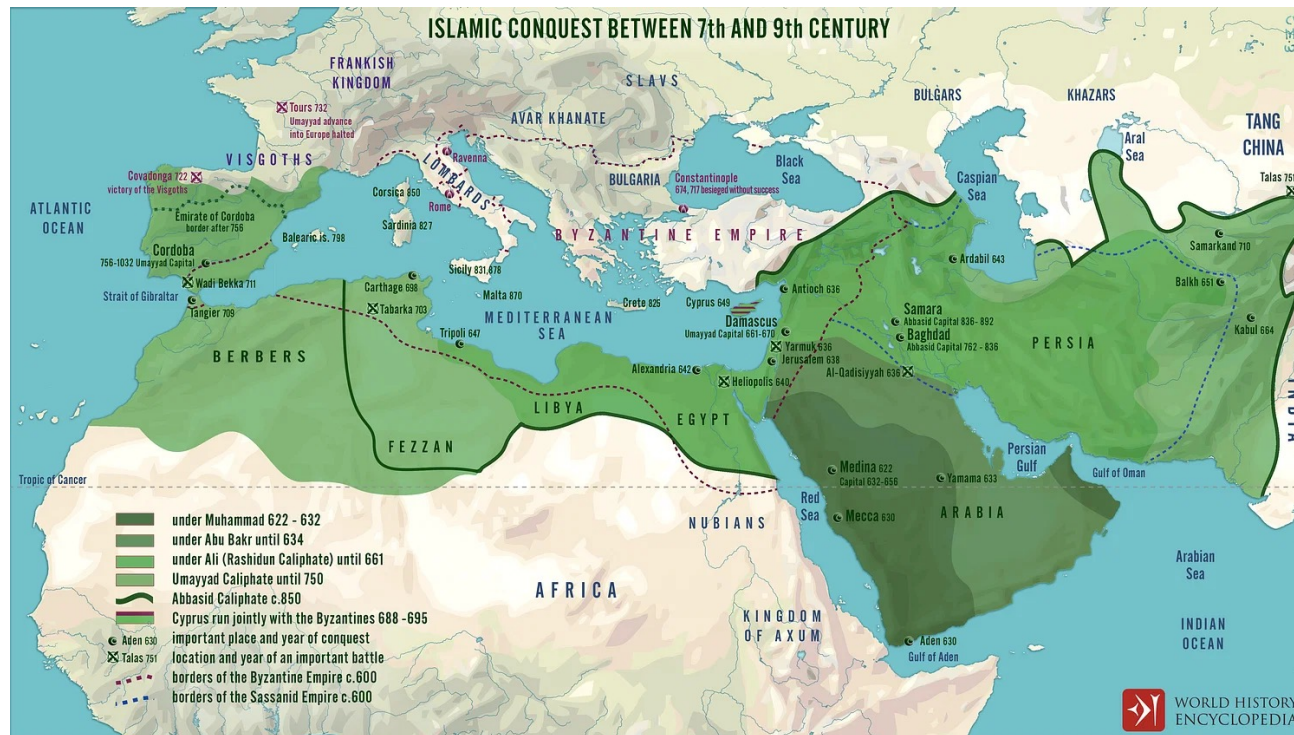 ISLAMIC CONQUEST BETWEEN 7th AND 9th CENTURY
FRANKISH
KINGDOM
SLAVS
BULGARS
KHAZARS
TANG
CHINA
Tours 732
Umayyad advance
into Europe halted
AVAR KHANATE
Aral
Sea
VISGOTHS
Ravenna
LOMBARDS
Black
Sea
Caspian
Sea
Talas 751
Covadonga 722
victory of the Visgoths
Corsica 850
Rome
BULGARIA
Constantinople
674, 717 besieged without success
ATLANTIC
OCEAN
Emirate of Cordoba
border after 756
Balearic is. 798
Sardinia 827
BYZANTINE EMPIRE
Samarkand 710
Cordoba
756-1032 Umayyad Capital
Wadi Bekka 711
Strait of Gibraltar
Tangier 709
Carthage 698
Tabarka 703
Sicily 831,878
Malta 870
Crete 825
Cyprus 649
Antioch 636
Ardabil 643
Balkh 651
Kabul 664
MEDITERRANEAN
SEA
Tripoli 647
Damascus
Umayyad Capital 661-670
Samara
Abbasid Capital 836- 892
Baghdad
Abbasid Capital 762 - 836
PERSIA
BERBERS
Yarmuk 636
Jerusalem 638
Alexandria 642
Heliopolis 640
Al-Qadisiyyah 636
INDIA
LIBYA
EGYPT
FEZZAN
Persian
Gulf
Gulf of Oman
Tropic of Cancer
Medina 622
Capital 632-656
Yamama 633
Red
Sea
Mecca 630
ARABIA
NUBIANS
Arabian
Sea
AFRICA
KINGDOM
OF AXUM
INDIAN
OCEAN
Aden 630
Gulf of Aden
under Muhammad 622 - 632
under Abu Bakr until 634
under Ali (Rashidun Caliphate) until 661
Umayyad Caliphate until 750
Abbasid Caliphate c.850
Cyprus run jointly with the Byzantines 688 -695
Aden 630 important place and year of conquest
Talas 751 location and year of an important battle
borders of the Byzantine Empire c.600
borders of the Sassanid Empire c.600
WORLD HISTORY
ENCYCLOPEDIA